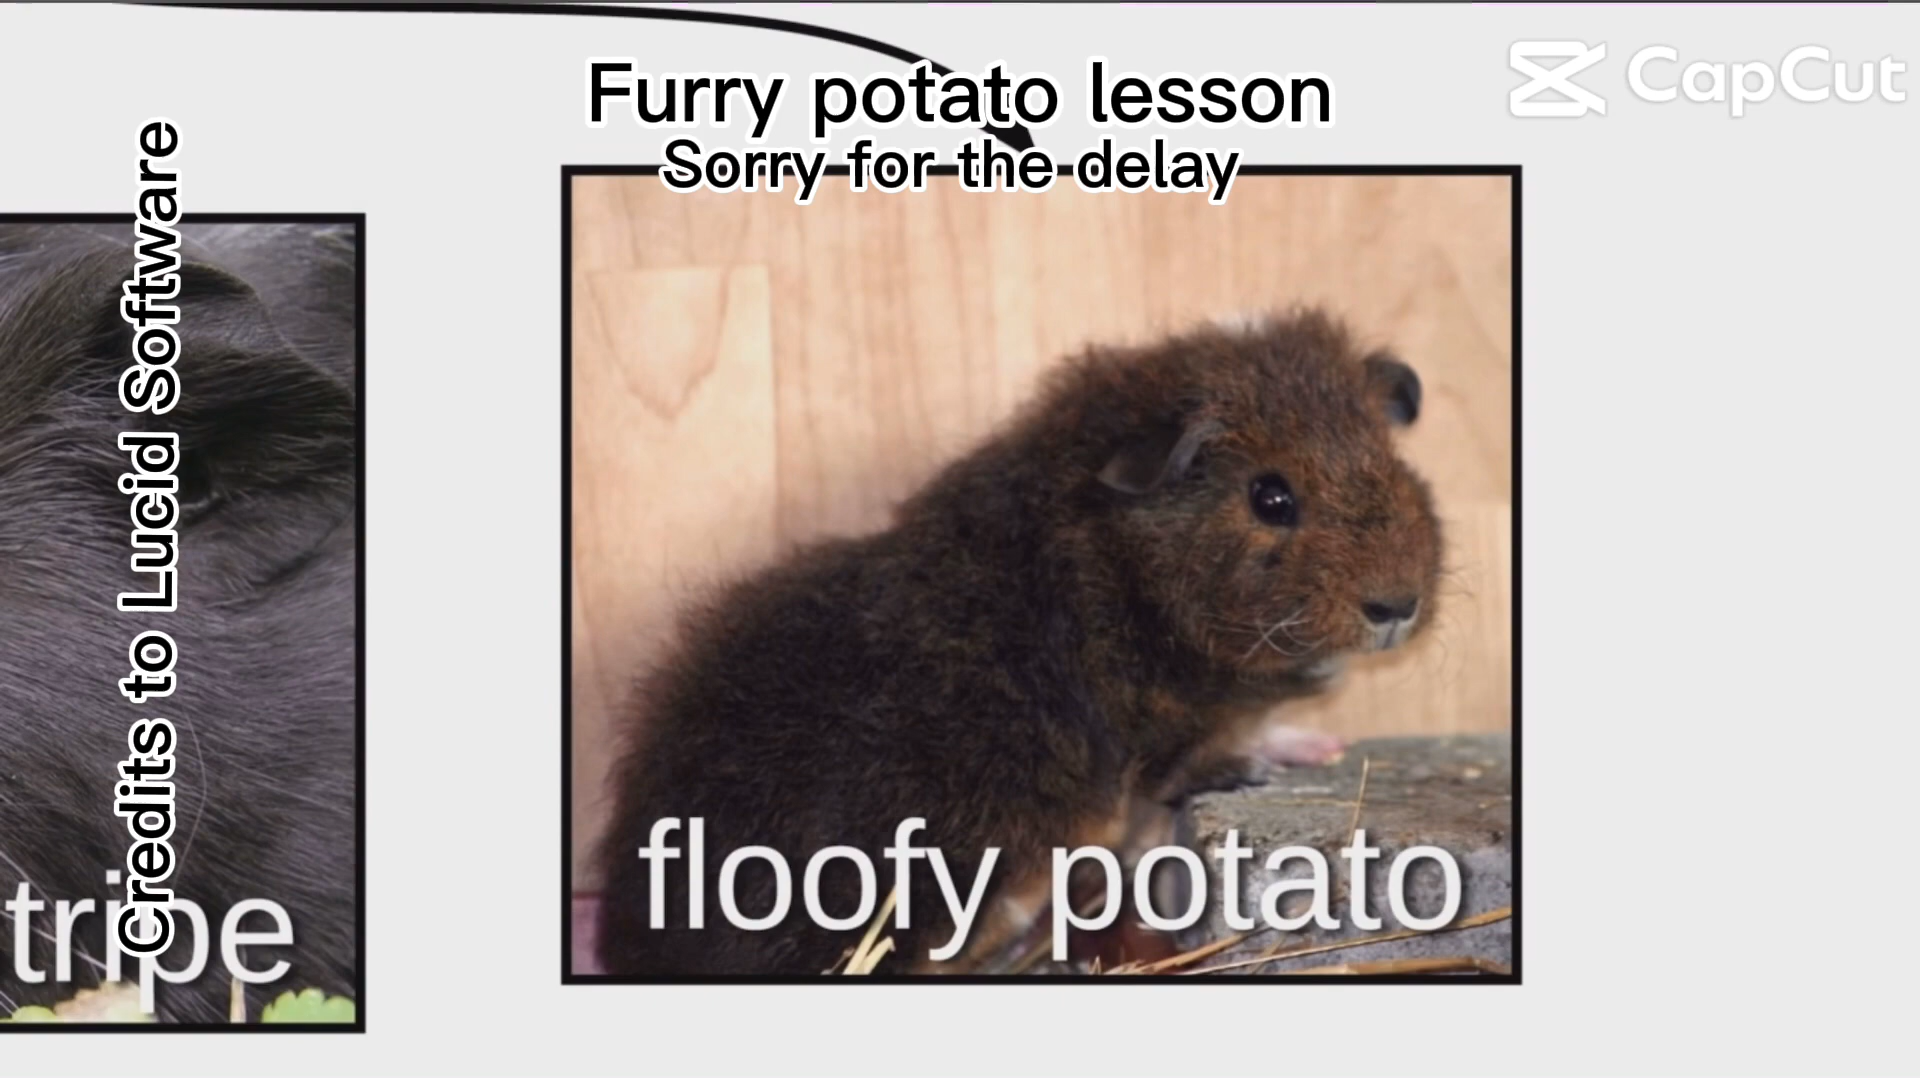 CapCut
Furry potato lesson
Sorry for the delay
Credits to Lucid Software
tripe
floofy potato